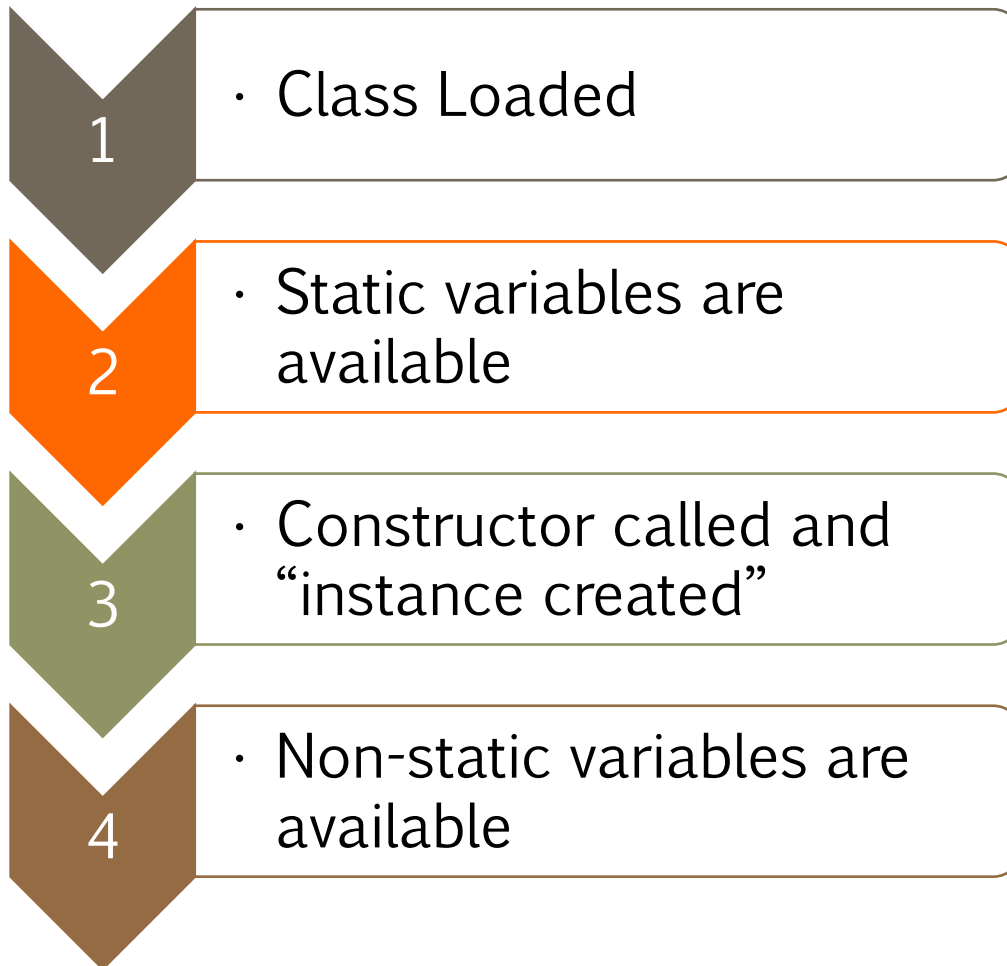 1
· Class Loaded
2
· Static variables are
available
3
· Constructor called and
“instance created”
4
· Non-static variables are
available